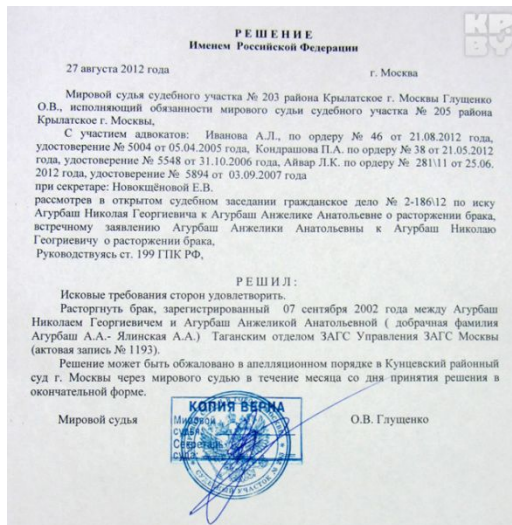 КР
BY
Р Е Ш Е Н И Е
Именем Российской Федерации
27 августа 2012 года г. Москва
Мировой судья судебного участка № 203 района Крылатское г. Москвы Глущенко
О.В., исполняющий обязанности мирового судьи судебного участка № 205 района
Крылатское г. Москвы,
С участием адвокатов: Иванова А.Л., по ордеру № 46 от 21.08.2012 года,
удостоверение № 5004 от 05.04.2005 года, Кондрашова П.А. по ордеру № 38 от 21.05.2012
года, удостоверение № 5548 от 31.10.2006 года, Айвар Л.К. по ордеру № 281\11 от 25.06.
2012 года, удостоверение № 5894 от 03.09.2007 года
при секретаре: Новокщёновой Е.В.
рассмотрев в открытом судебном заседании гражданское дело № 2-186\12 по иску
Агурбаш Николая Георгиевича к Агурбаш Анжелике Анатольевне о расторжении брака,
встречному заявлению Агурбаш Анжелики Анатольевны к Агурбаш Николаю
Георгиевичу о расторжении брака,
Руководствуясь ст. 199 ГПК РФ,
Р Е Ш И Л :
Исковые требования сторон удовлетворить.
Расторгнуть брак, зарегистрированный 07 сентября 2002 года между Агурбаш
Николаем Георгиевичем и Агурбаш Анжеликой Анатольевной ( добрачная фамилия
Агурбаш А.А.- Ялинская А.А.) Таганским отделом ЗАГС Управления ЗАГС Москвы
(актовая запись № 1193).
Решение может быть обжаловано в апелляционном порядке в Кунцевский районный
суд г. Москвы через мирового судью в течение месяца со дня принятия решения в
окончательной форме.
КОПИЯ ВЕРНА
Мировой судья О.В. Глущенко
Мировой
судья
Секретарь
суда
СУДЕБНЫЙ УЧАСТОК №